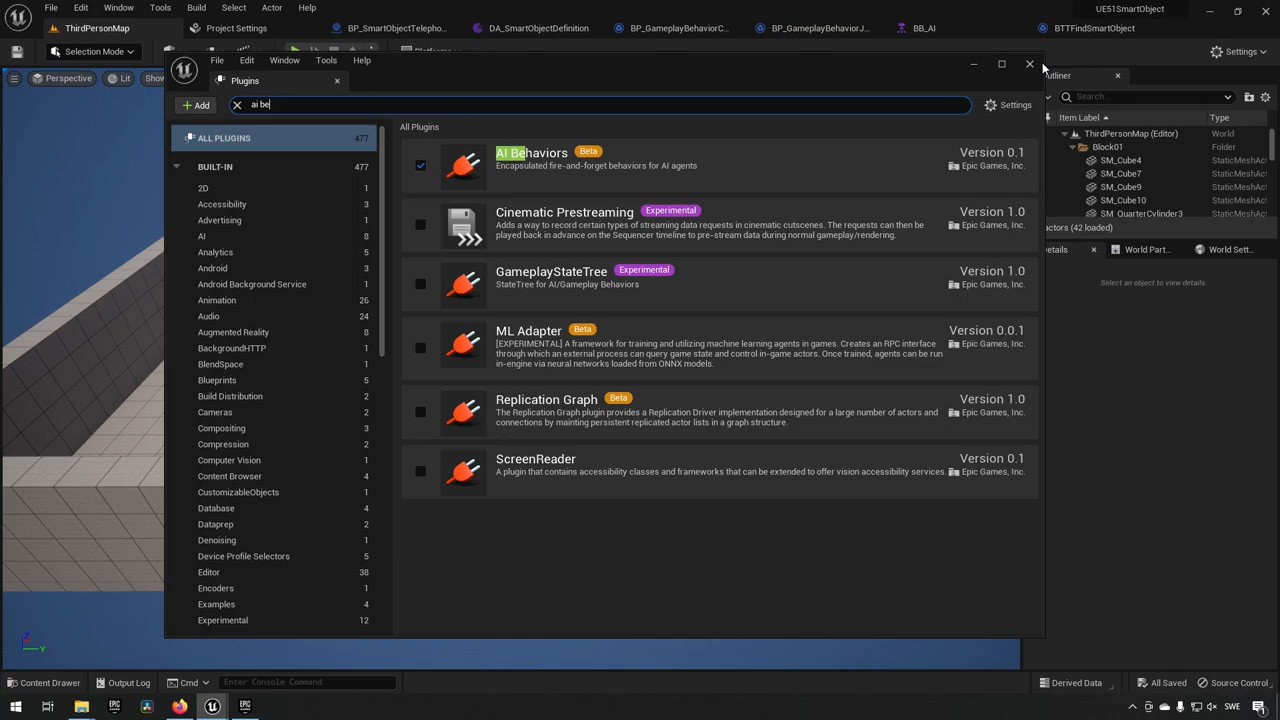 File Edit Window Tools Build Select Actor Help
UE51SmartObject
ThirdPersonMap
Project Settings
BP_SmartObjectTelepho...
DA_SmartObjectDefinition
BP_GameplayBehaviorC...
BP_GameplayBehaviorJ...
BB_AI
BTTFindSmartObject
Selection Mode
Settings
Perspective
Lit
File Edit Window Tools Help
Plugins
Add
ai be
Settings
ALL PLUGINS 477
BUILT-IN 477
2D 1
Accessibility 3
Advertising 1
AI 8
Analytics 5
Android 3
Android Background Service 1
Animation 26
Audio 24
Augmented Reality 8
BackgroundHTTP 1
BlendSpace 1
Blueprints 5
Build Distribution 2
Cameras 2
Compositing 3
Compression 2
Computer Vision 1
Content Browser 4
CustomizableObjects 1
Database 4
Dataprep 2
Denoising 1
Device Profile Selectors 5
Editor 38
Encoders 1
Examples 4
Experimental 12
All Plugins
AI Behaviors Beta Version 0.1
Encapsulated fire-and-forget behaviors for AI agents Epic Games, Inc.
Cinematic Prestreaming Experimental Version 1.0
Adds a way to record certain types of streaming data requests in cinematic cutscenes. The requests can then be Epic Games, Inc.
played back in advance on the Sequencer timeline to pre-stream data during normal gameplay/rendering.
GameplayStateTree Experimental Version 1.0
StateTree for AI/Gameplay Behaviors Epic Games, Inc.
ML Adapter Beta Version 0.0.1
[EXPERIMENTAL] A framework for training and utilizing machine learning agents in games. Creates an RPC interface Epic Games, Inc.
through which an external process can query game state and control in-game actors. Once trained, agents can be run
in-engine via neural networks loaded from ONNX models.
Replication Graph Beta Version 1.0
The Replication Graph plugin provides a Replication Driver implementation designed for a large number of actors and Epic Games, Inc.
connections by mainting persistent replicated actor lists in a graph structure.
ScreenReader Version 0.1
A plugin that contains accessibility classes and frameworks that can be extended to offer vision accessibility services. Epic Games, Inc.
Search...
Item Label Type
ThirdPersonMap (Editor) World
Block01 Folder
SM_Cube4 StaticMeshAct
SM_Cube7 StaticMeshAct
SM_Cube9 StaticMeshAct
SM_Cube10 StaticMeshAct
SM_QuarterCylinder3 StaticMeshAct
actors (42 loaded)
World Part...
World Sett...
Select an object to view details.
Content Drawer
Output Log
Cmd
Enter Console Command
Derived Data
All Saved
Source Control
SWE